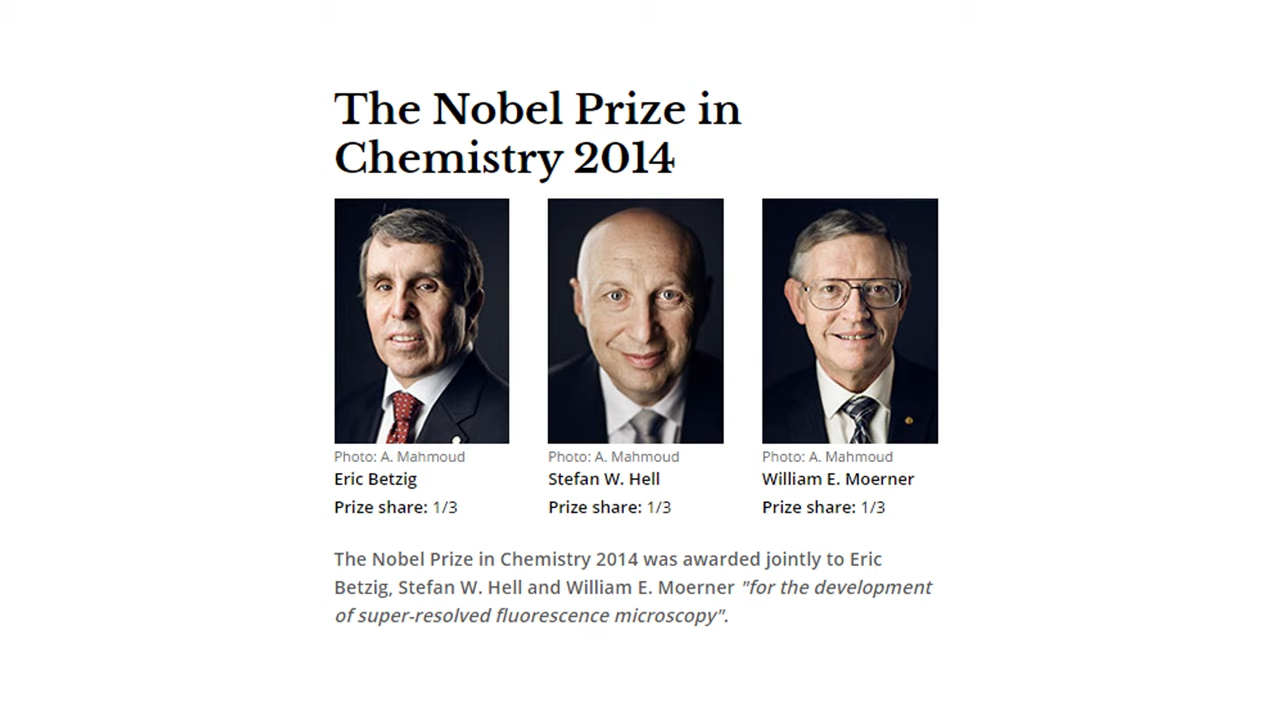 The Nobel Prize in
Chemistry 2014
Photo: A. Mahmoud
Eric Betzig
Prize share: 1/3
Photo: A. Mahmoud
Stefan W. Hell
Prize share: 1/3
Photo: A. Mahmoud
William E. Moerner
Prize share: 1/3
The Nobel Prize in Chemistry 2014 was awarded jointly to Eric
Betzig, Stefan W. Hell and William E. Moerner "for the development
of super-resolved fluorescence microscopy".